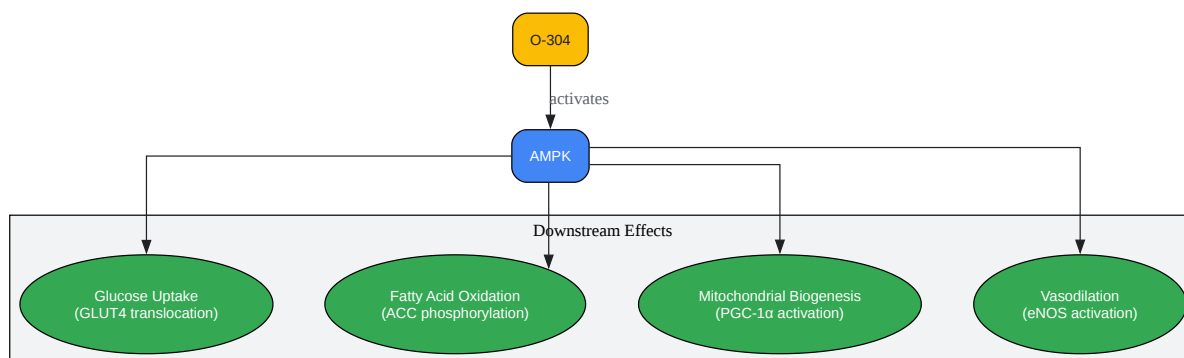 O-304
activates
AMPK
Downstream Effects
Glucose Uptake
(GLUT4 translocation)
Fatty Acid Oxidation
(ACC phosphorylation)
Mitochondrial Biogenesis
(PGC-1α activation)
Vasodilation
(eNOS activation)